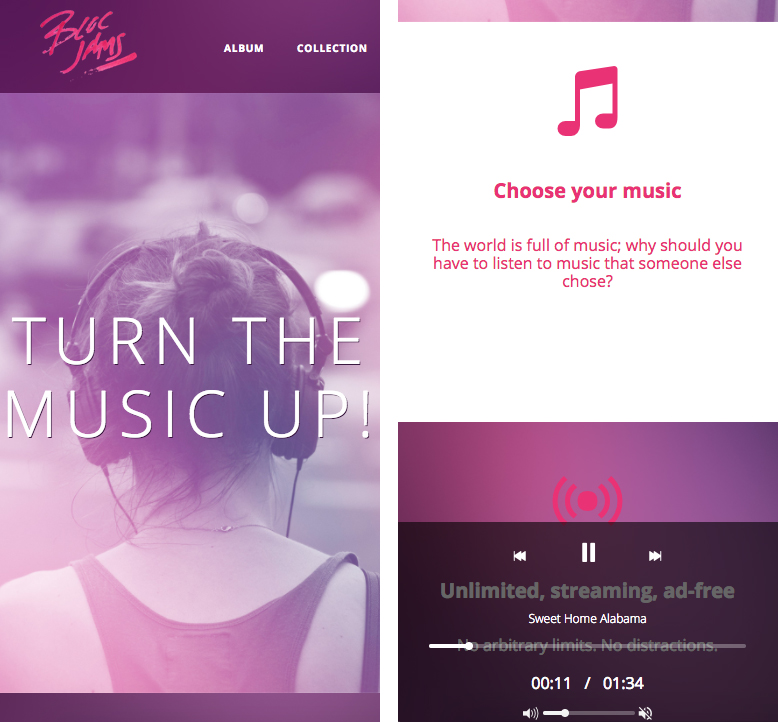 BLOC
JAMS
ALBUM COLLECTION
TURN THE
MUSIC UP!
Choose your music
The world is full of music; why should you
have to listen to music that someone else
chose?
Unlimited, streaming, ad-free
Sweet Home Alabama
No arbitrary limits. No distractions.
00:11 / 01:34